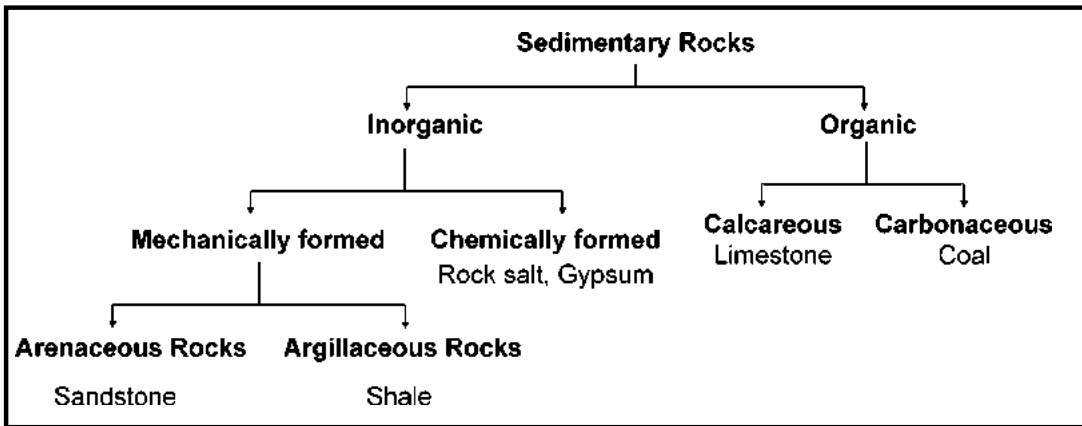 Sedimentary Rocks
Inorganic
Organic
Mechanically formed
Chemically formed
Rock salt, Gypsum
Calcareous
Limestone
Carbonaceous
Coal
Arenaceous Rocks
Sandstone
Argillaceous Rocks
Shale